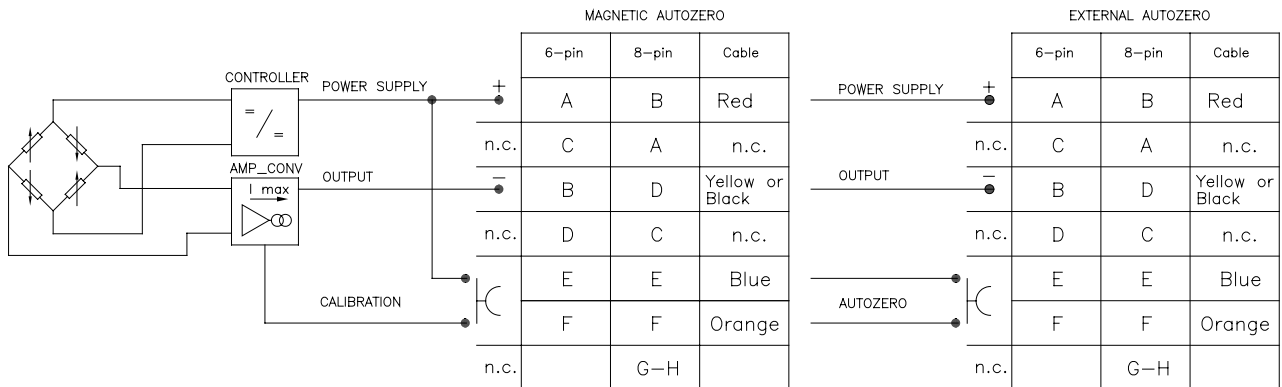 MAGNETIC AUTOZERO
EXTERNAL AUTOZERO
6-pin 8-pin Cable
6-pin 8-pin Cable
CONTROLLER
POWER SUPPLY
+ A B Red
POWER SUPPLY
+ A B Red
= / =
n.c. C A n.c.
n.c. C A n.c.
AMP_CONV
I max
OUTPUT
− B D Yellow or
Black
OUTPUT
− B D Yellow or
Black
n.c. D C n.c.
n.c. D C n.c.
E E Blue
E E Blue
CALIBRATION
F F Orange
AUTOZERO
F F Orange
n.c. G-H
n.c. G-H